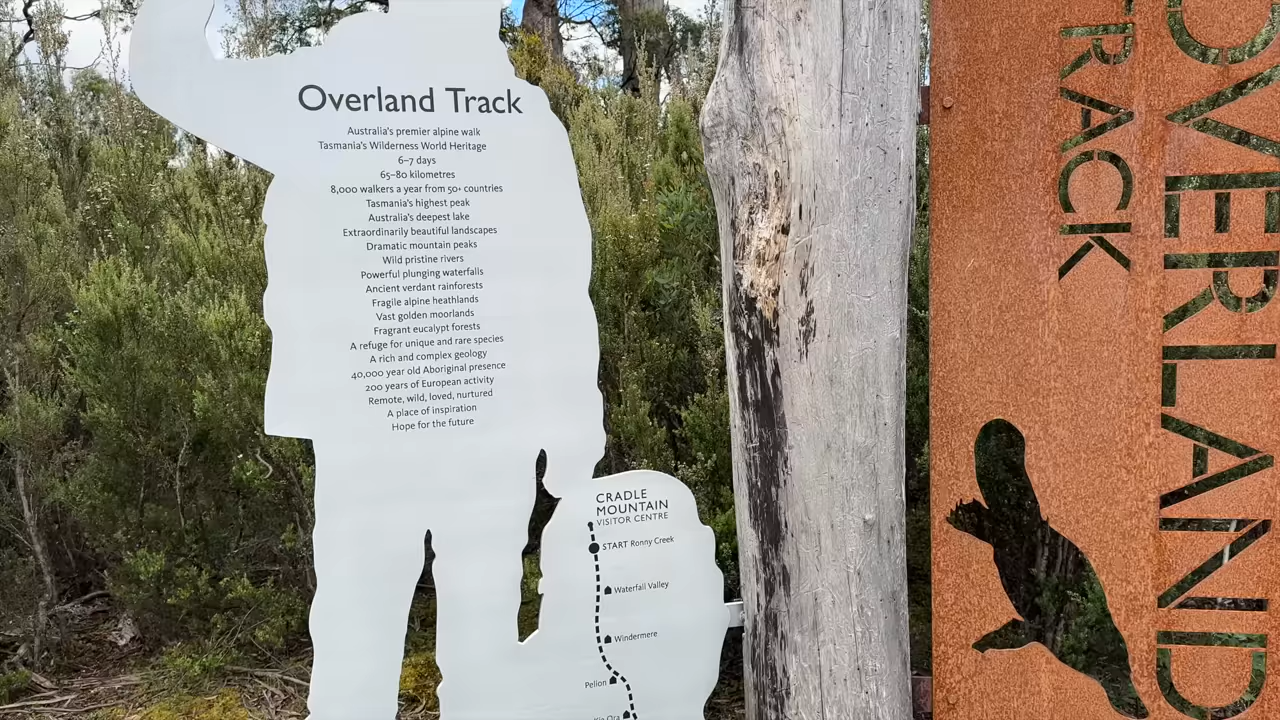 Overland Track
Australia's premier alpine walk
Tasmania's Wilderness World Heritage
6–7 days
65–80 kilometres
8,000 walkers a year from 50+ countries
Tasmania's highest peak
Australia's deepest lake
Extraordinarily beautiful landscapes
Dramatic mountain peaks
Wild pristine rivers
Powerful plunging waterfalls
Ancient verdant rainforests
Fragile alpine heathlands
Vast golden moorlands
Fragrant eucalypt forests
A refuge for unique and rare species
A rich and complex geology
40,000 year old Aboriginal presence
200 years of European activity
Remote, wild, loved, nurtured
A place of inspiration
Hope for the future
CRADLE
MOUNTAIN
VISITOR CENTRE
START Ronny Creek
Waterfall Valley
Windermere
Pelion
Kia-Ora
OVERLAND
TRACK